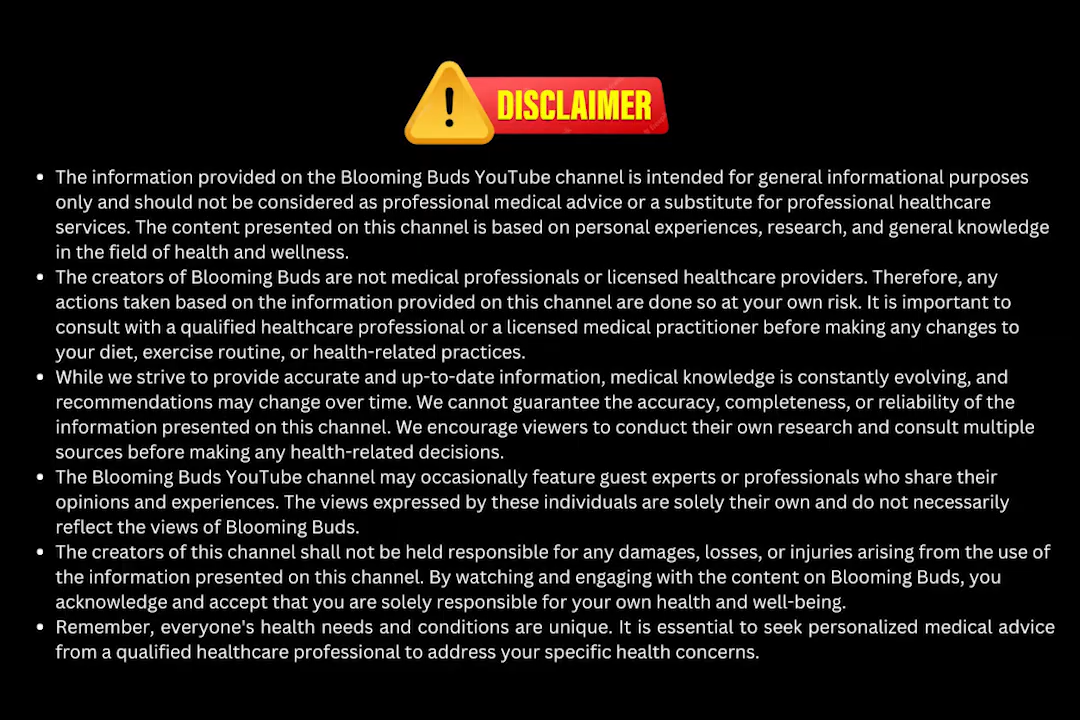 !
DISCLAIMER
• The information provided on the Blooming Buds YouTube channel is intended for general informational purposes
only and should not be considered as professional medical advice or a substitute for professional healthcare
services. The content presented on this channel is based on personal experiences, research, and general knowledge
in the field of health and wellness.
• The creators of Blooming Buds are not medical professionals or licensed healthcare providers. Therefore, any
actions taken based on the information provided on this channel are done so at your own risk. It is important to
consult with a qualified healthcare professional or a licensed medical practitioner before making any changes to
your diet, exercise routine, or health-related practices.
• While we strive to provide accurate and up-to-date information, medical knowledge is constantly evolving, and
recommendations may change over time. We cannot guarantee the accuracy, completeness, or reliability of the
information presented on this channel. We encourage viewers to conduct their own research and consult multiple
sources before making any health-related decisions.
• The Blooming Buds YouTube channel may occasionally feature guest experts or professionals who share their
opinions and experiences. The views expressed by these individuals are solely their own and do not necessarily
reflect the views of Blooming Buds.
• The creators of this channel shall not be held responsible for any damages, losses, or injuries arising from the use of
the information presented on this channel. By watching and engaging with the content on Blooming Buds, you
acknowledge and accept that you are solely responsible for your own health and well-being.
• Remember, everyone's health needs and conditions are unique. It is essential to seek personalized medical advice
from a qualified healthcare professional to address your specific health concerns.